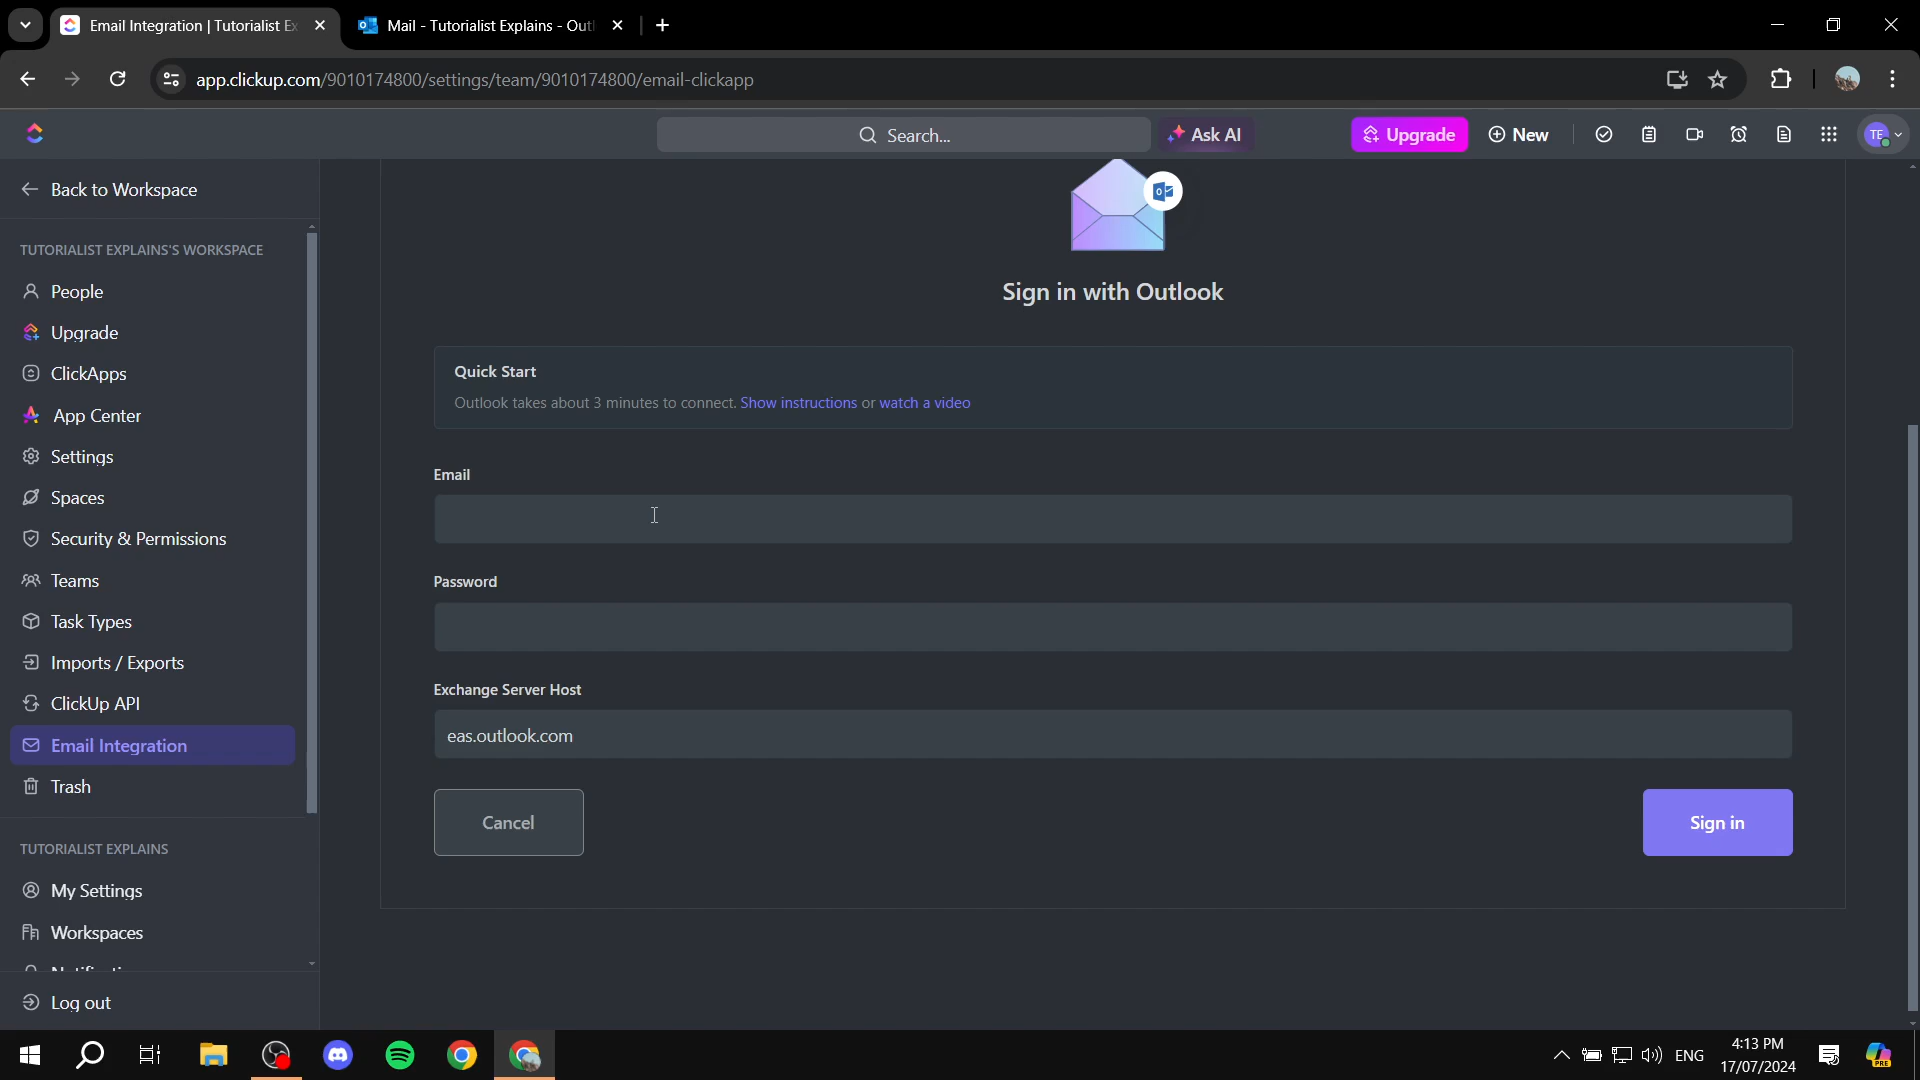 Email Integration | Tutorialist Ex
Mail - Tutorialist Explains - Out
app.clickup.com/9010174800/settings/team/9010174800/email-clickapp
Search...
Ask AI
Upgrade
New
TE
Back to Workspace
TUTORIALIST EXPLAINS'S WORKSPACE
People
Upgrade
ClickApps
App Center
Settings
Spaces
Security & Permissions
Teams
Task Types
Imports / Exports
ClickUp API
Email Integration
Trash
TUTORIALIST EXPLAINS
My Settings
Workspaces
Log out
Sign in with Outlook
Quick Start
Outlook takes about 3 minutes to connect. Show instructions or watch a video
Email
Password
Exchange Server Host
eas.outlook.com
Cancel
Sign in
ENG
4:13 PM
17/07/2024
PRE